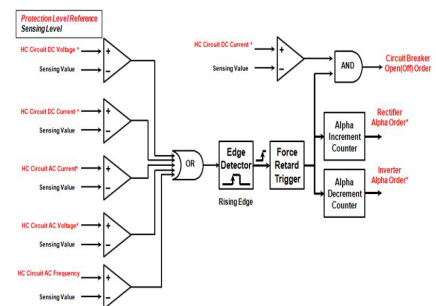 Protection Level Reference
Sensing Level
HC Circuit DC Voltage *
+
Sensing Value
−
HC Circuit DC Current *
+
Sensing Value
−
HC Circuit AC Current*
+
Sensing Value
−
HC Circuit AC Voltage*
+
Sensing Value
−
HC Circuit AC Frequency
+
Sensing Value
−
OR
Edge
Detector
Rising Edge
Force
Retard
Trigger
HC Circuit DC Current *
+
Sensing Value
−
AND
Circuit Breaker
Open(Off) Order
Alpha
Increment
Counter
Rectifier
Alpha Order*
Alpha
Decrement
Counter
Inverter
Alpha Order*